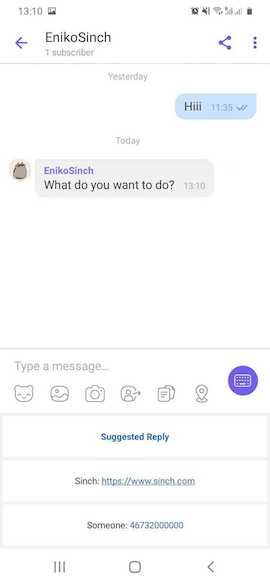 13:10
EnikoSinch
1 subscriber
Yesterday
Hiii 11:35
Today
EnikoSinch
What do you want to do? 13:10
Type a message...
Suggested Reply
Sinch: https://www.sinch.com
Someone: 46732000000